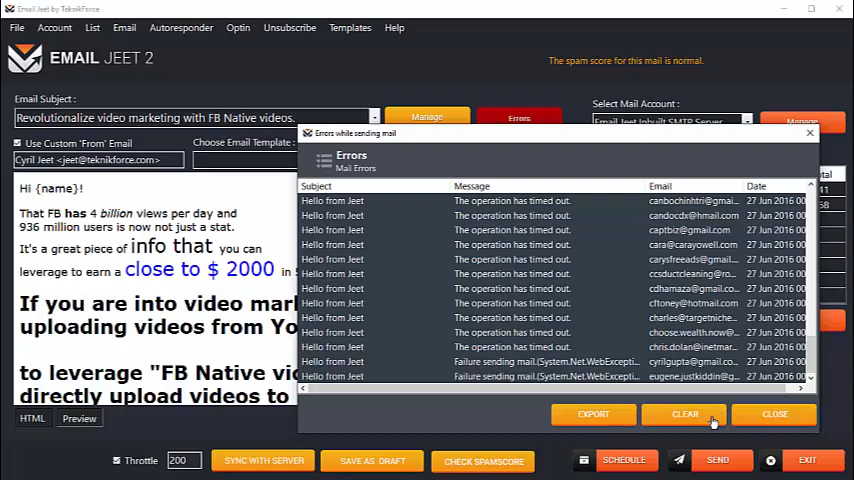 Email Jeet by TeknikForce
File Account List Email Autoresponder Optin Unsubscribe Templates Help
EMAIL JEET 2
The spam score for this mail is normal.
Email Subject :
Select Mail Account :
Revolutionalize video marketing with FB Native videos.
Manage
Errors
Email Jeet Inbuilt SMTP Server
Manage
Use Custom 'From' Email
Choose Email Template :
Cyril Jeet <jeet@teknikforce.com>
Errors while sending mail
Errors
Mail Errors
Subject Message Email Date
Hello from Jeet The operation has timed out. canbochinhtri@gmai... 27 Jun 2016 00
Hello from Jeet The operation has timed out. candocdx@hmail.com 27 Jun 2016 00
Hello from Jeet The operation has timed out. captbiz@gmail.com 27 Jun 2016 00
Hello from Jeet The operation has timed out. cara@carayowell.com 27 Jun 2016 00
Hello from Jeet The operation has timed out. carysfreeads@gmail... 27 Jun 2016 00
Hello from Jeet The operation has timed out. ccsductcleaning@ro... 27 Jun 2016 00
Hello from Jeet The operation has timed out. cdhamaza@gmail.co... 27 Jun 2016 00
Hello from Jeet The operation has timed out. cftoney@hotmail.com 27 Jun 2016 00
Hello from Jeet The operation has timed out. charles@targetniche... 27 Jun 2016 00
Hello from Jeet The operation has timed out. choose.wealth.now@... 27 Jun 2016 00
Hello from Jeet The operation has timed out. chris.dolan@inetmar... 27 Jun 2016 00
Hello from Jeet Failure sending mail.(System.Net.WebExcepti... cyrilgupta@gmail.co... 27 Jun 2016 00
Hello from Jeet Failure sending mail.(System.Net.WebExcepti... eugene.justkiddin@g... 27 Jun 2016 00
EXPORT CLEAR CLOSE
otal
41
58
Hi {name}!
That FB has 4 billion views per day and
936 million users is now not just a stat.
It's a great piece of info that you can
leverage to earn a close to $ 2000 in 5
If you are into video mar
uploading videos from Yo
to leverage "FB Native vi
directly upload videos to
HTML Preview
Throttle 200 SYNC WITH SERVER SAVE AS DRAFT CHECK SPAMSCORE SCHEDULE SEND EXIT